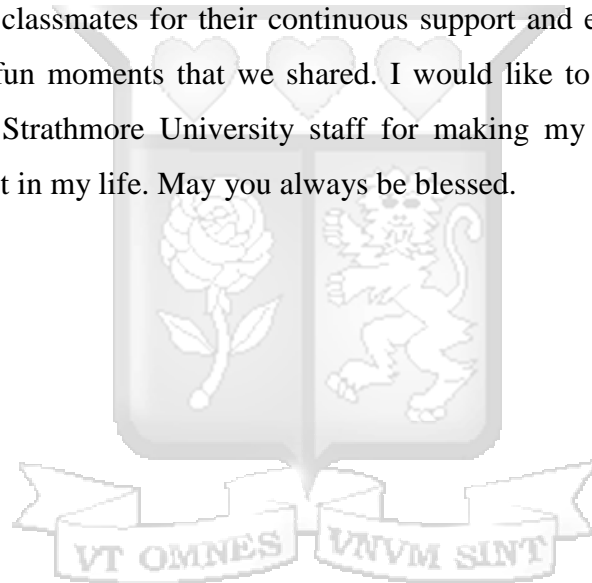 classmates for their continuous support and e
fun moments that we shared. I would like to
Strathmore University staff for making my
t in my life. May you always be blessed.
VT OMNES VNVM SINT